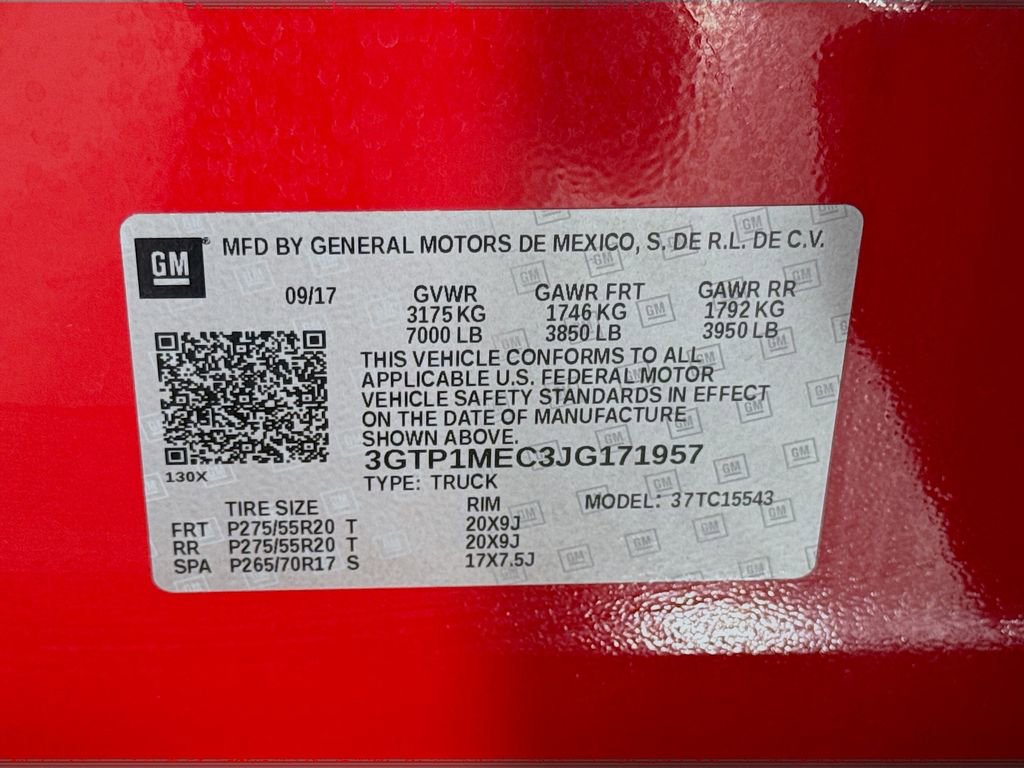 GM® MFD BY GENERAL MOTORS DE MEXICO, S. DE R.L. DE C.V.
09/17 GVWR GAWR FRT GAWR RR
3175 KG 1746 KG 1792 KG
7000 LB 3850 LB 3950 LB
THIS VEHICLE CONFORMS TO ALL
APPLICABLE U.S. FEDERAL MOTOR
VEHICLE SAFETY STANDARDS IN EFFECT
ON THE DATE OF MANUFACTURE
SHOWN ABOVE.
3GTP1MEC3JG171957
130X
TYPE: TRUCK
TIRE SIZE RIM MODEL: 37TC15543
FRT P275/55R20 T 20X9J
RR P275/55R20 T 20X9J
SPA P265/70R17 S 17X7.5J